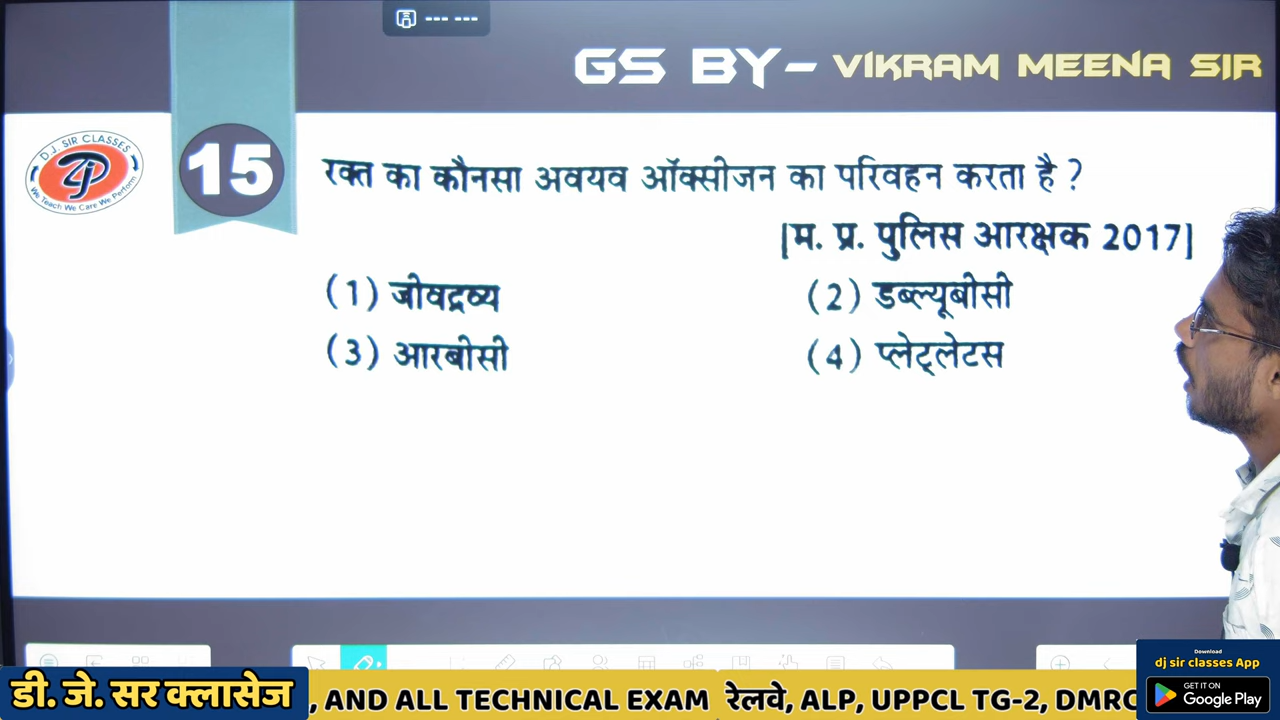 --- ---
GS BY- VIKRAM MEENA SIR
D.J. SIR CLASSES
We Teach We Care We Perform
15
रक्त का कौनसा अवयव ऑक्सीजन का परिवहन करता है ?
[म. प्र. पुलिस आरक्षक 2017]
(1) जीवद्रव्य (2) डब्ल्यूबीसी
(3) आरबीसी (4) प्लेट्लेटस
डी. जे. सर क्लासेज
, AND ALL TECHNICAL EXAM रेलवे, ALP, UPPCL TG-2, DMRC
Download
dj sir classes App
GET IT ON
Google Play